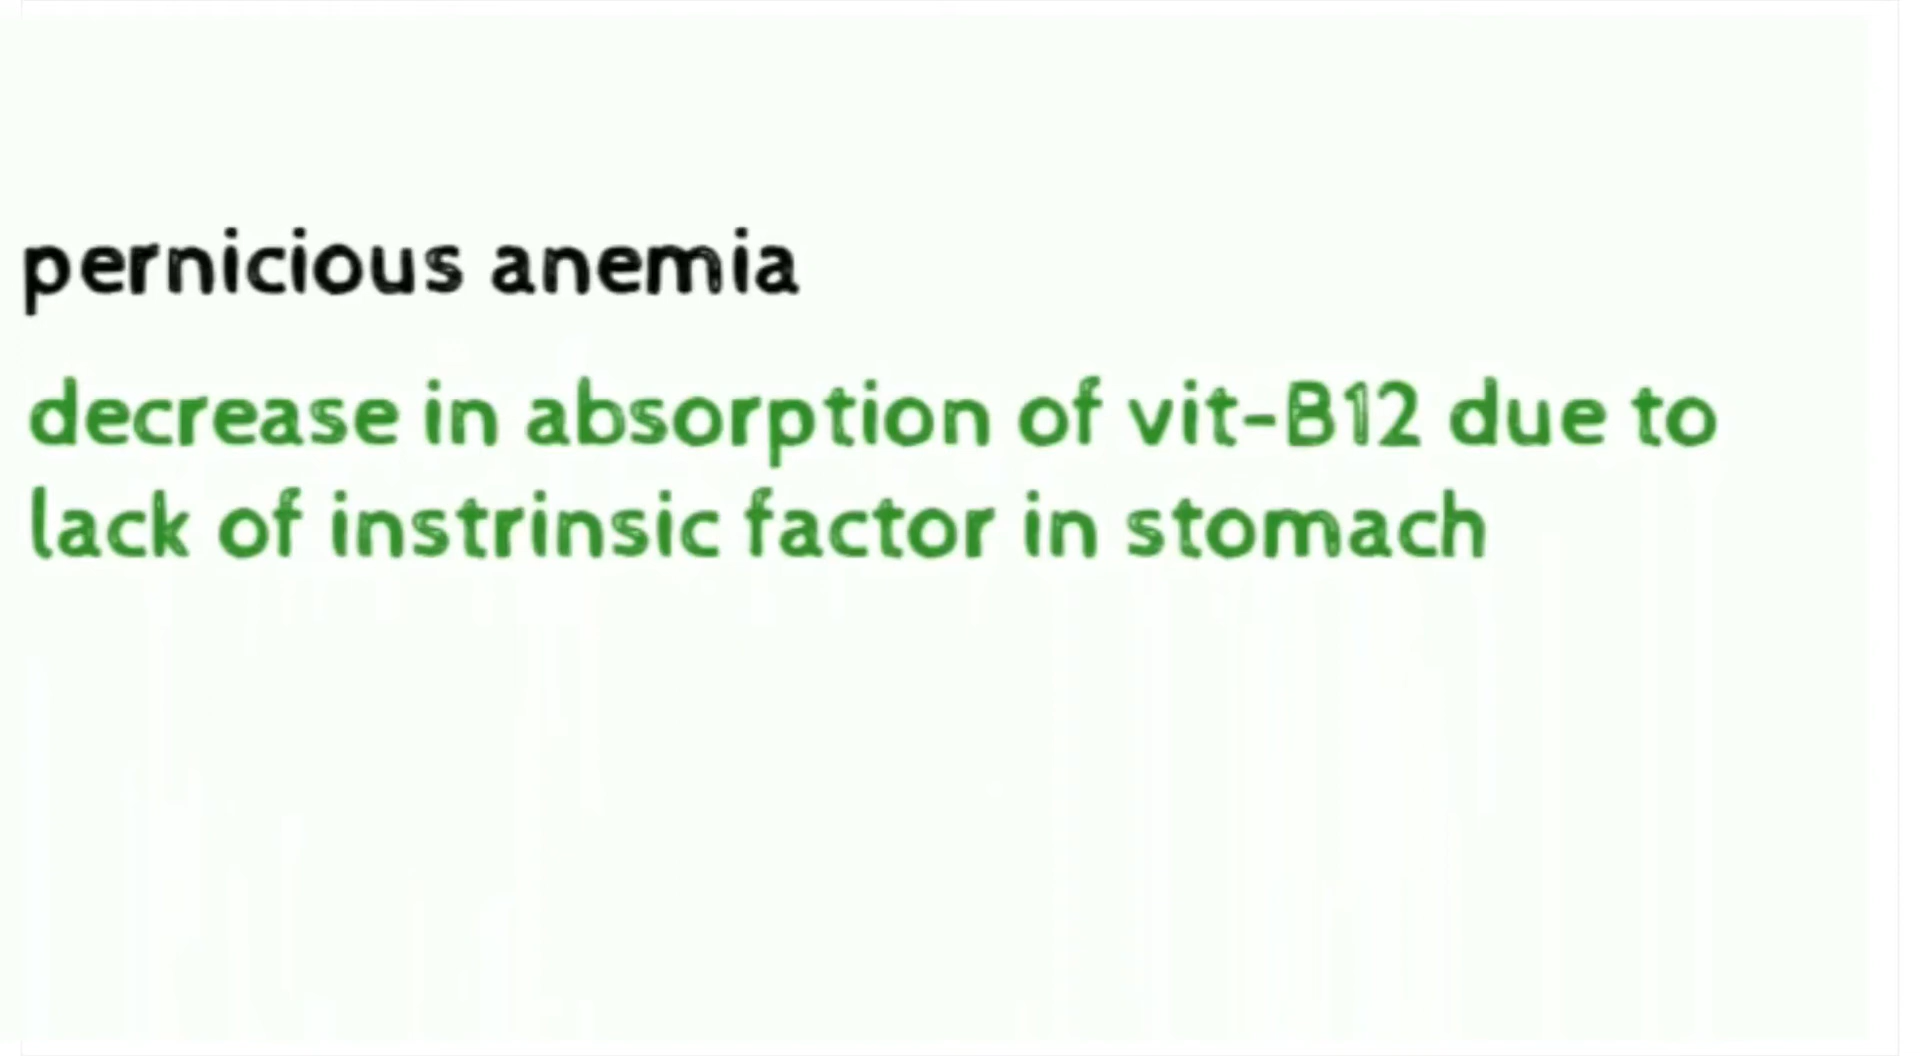 pernicious anemia
decrease in absorption of vit-B12 due to
lack of instrinsic factor in stomach